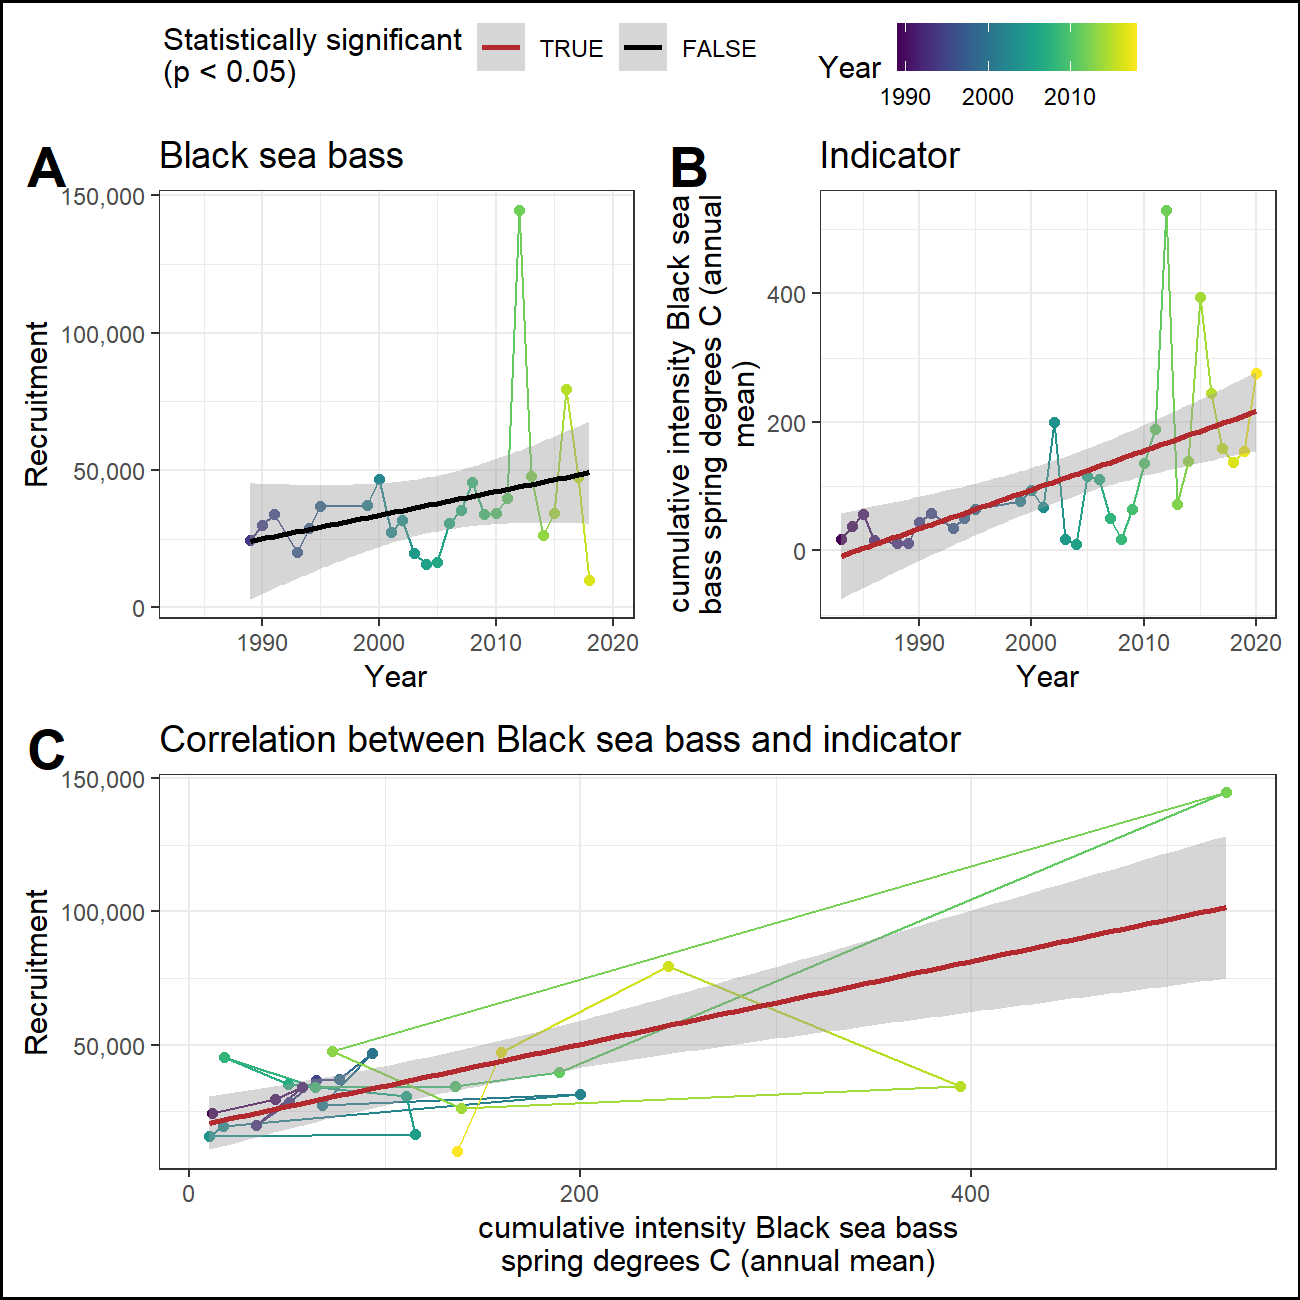 Statistically significant
(p < 0.05)
TRUE
FALSE
Year
1990
2000
2010
A
Black sea bass
150,000
100,000
50,000
0
Recruitment
1990
2000
2010
2020
Year
B
Indicator
cumulative intensity Black sea
bass spring degrees C (annual
mean)
400
200
0
1990
2000
2010
2020
Year
C
Correlation between Black sea bass and indicator
150,000
100,000
50,000
Recruitment
0
200
400
cumulative intensity Black sea bass
spring degrees C (annual mean)